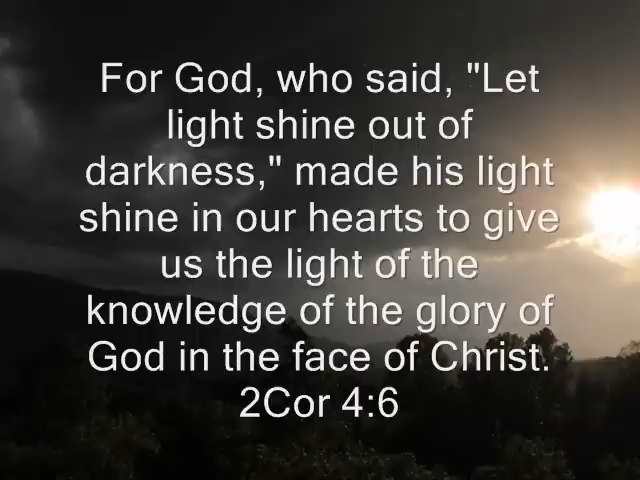 For God, who said, "Let
light shine out of
darkness," made his light
shine in our hearts to give
us the light of the
knowledge of the glory of
God in the face of Christ.
2Cor 4:6